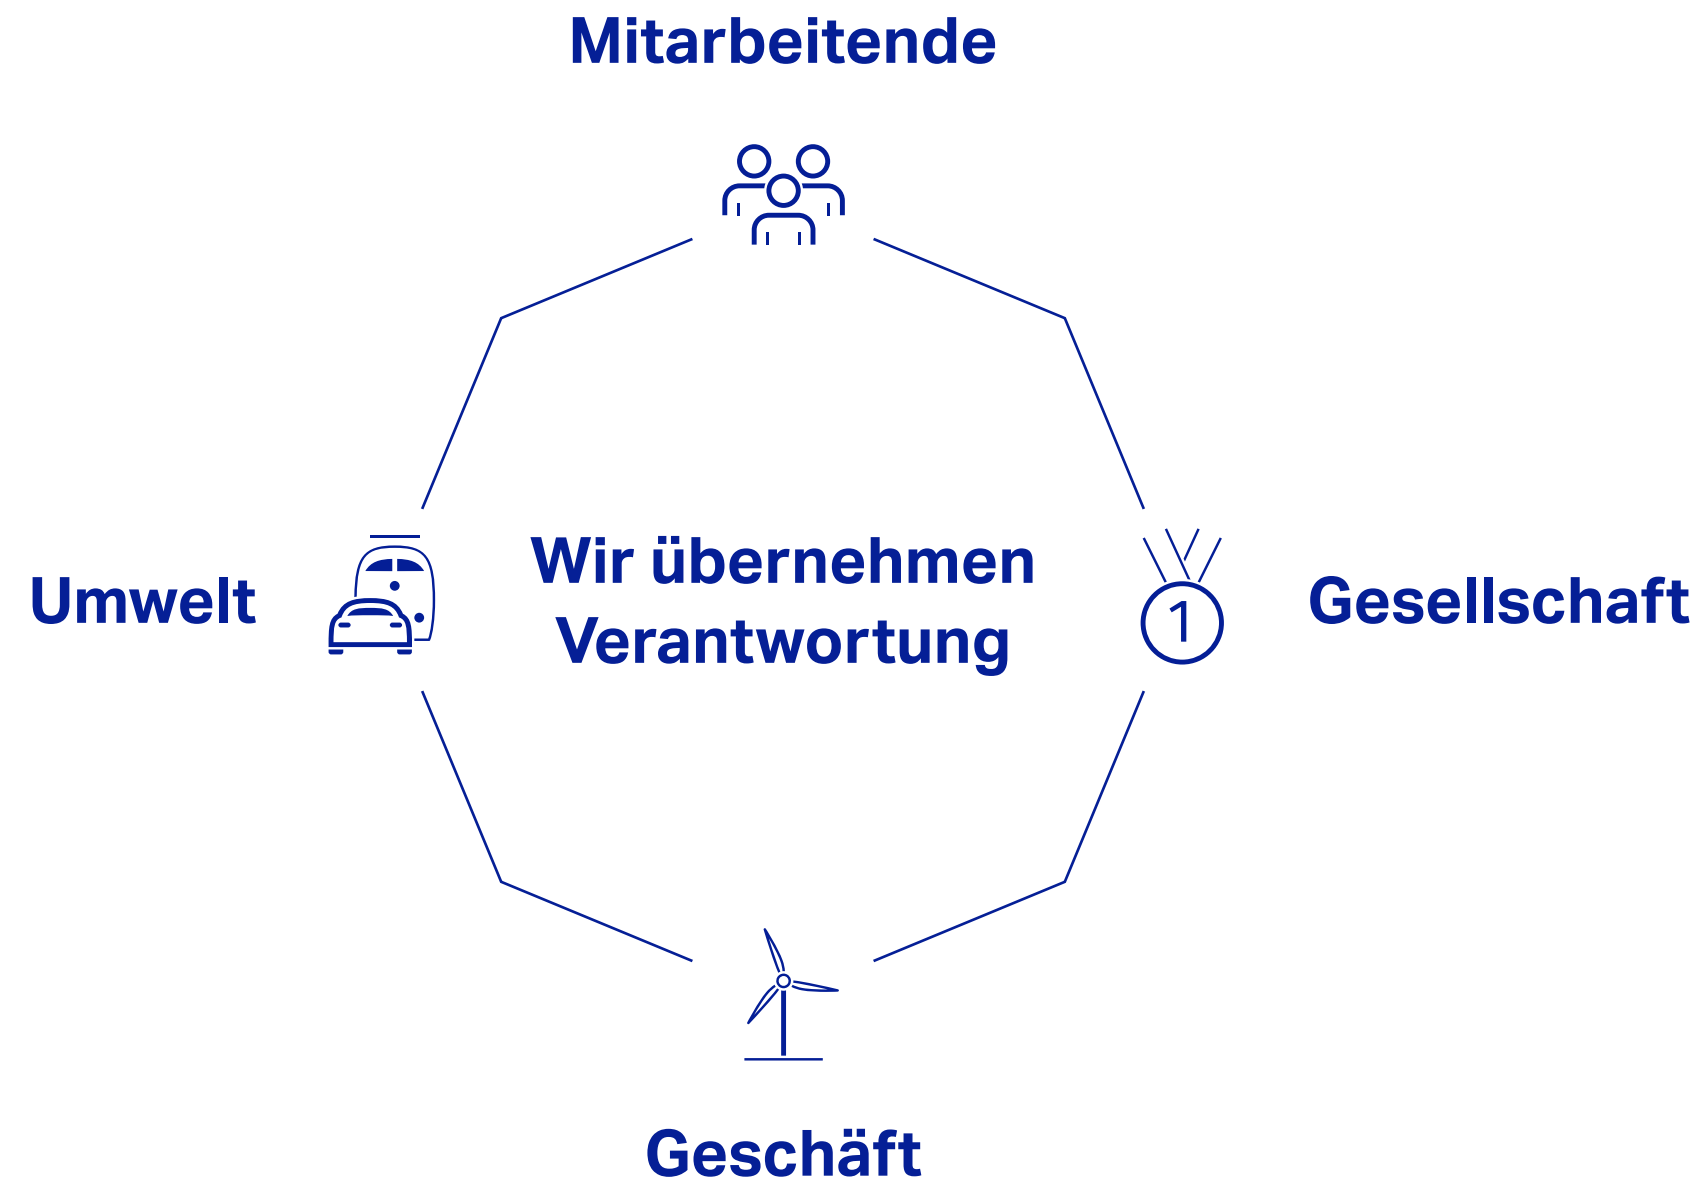 Mitarbeitende
Umwelt
Wir übernehmen
Verantwortung
1
Gesellschaft
Geschäft